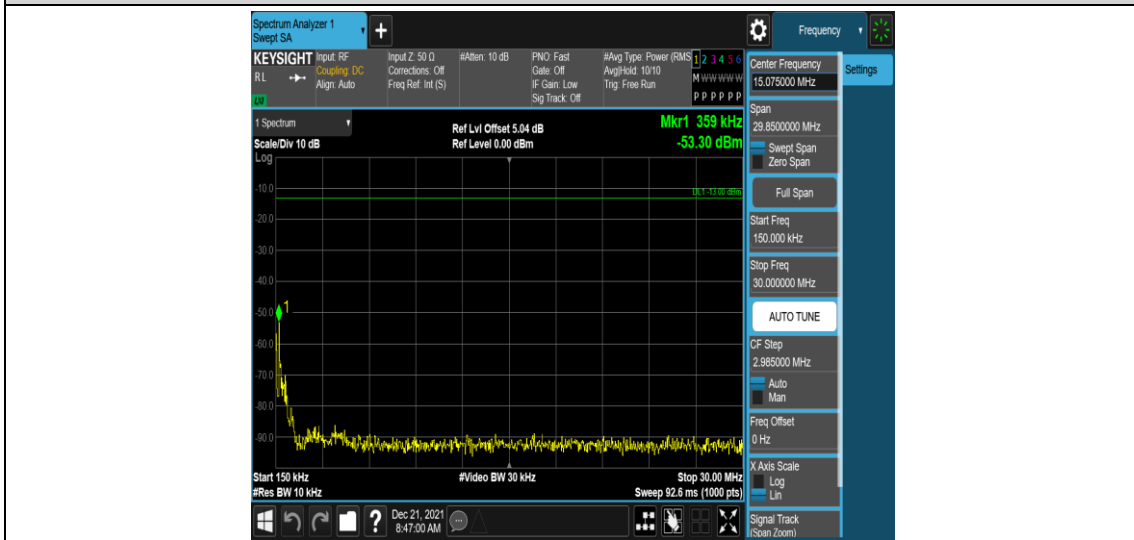 Spectrum Analyzer 1
Swept SA
+
Frequency
KEYSIGHT
RL
Input: RF
Coupling: DC
Align: Auto
Input Z: 50 Ω
Corrections: Off
Freq Ref: Int (S)
#Atten: 10 dB
PNO: Fast
Gate: Off
IF Gain: Low
Sig Track: Off
#Avg Type: Power (RMS
Avg|Hold: 10/10
Trig: Free Run
1 2 3 4 5 6
M W W W W W
P P P P P P
1 Spectrum
Scale/Div 10 dB
Log
Ref Lvl Offset 5.04 dB
Ref Level 0.00 dBm
Mkr1 359 kHz
-53.30 dBm
DL1 -13.00 dBm
-10.0
-20.0
-30.0
-40.0
-50.0
-60.0
-70.0
-80.0
-90.0
1
Start 150 kHz
#Res BW 10 kHz
#Video BW 30 kHz
Stop 30.00 MHz
Sweep 92.6 ms (1000 pts)
Center Frequency
15.075000 MHz
Settings
Span
29.8500000 MHz
Swept Span
Zero Span
Full Span
Start Freq
150.000 kHz
Stop Freq
30.000000 MHz
AUTO TUNE
CF Step
2.985000 MHz
Auto
Man
Freq Offset
0 Hz
X Axis Scale
Log
Lin
Signal Track
(Span Zoom)
?
Dec 21, 2021
8:47:00 AM